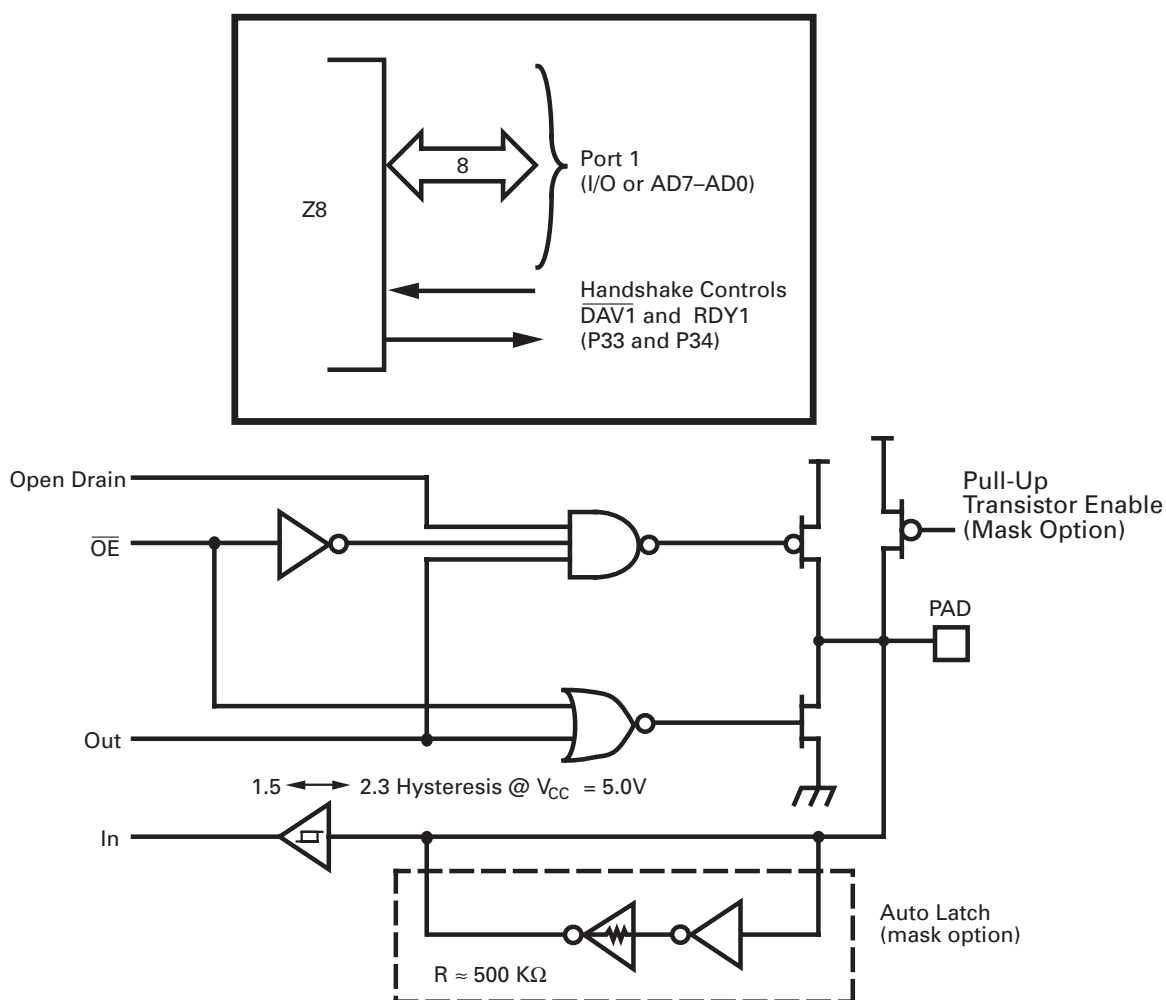 Z8
8
Port 1
(I/O or AD7–AD0)
Handshake Controls
D̅A̅V̅1̅ and RDY1
(P33 and P34)
Open Drain
O̅E̅
Pull-Up
Transistor Enable
(Mask Option)
PAD
Out
1.5 ↔ 2.3 Hysteresis @ VCC = 5.0V
In
Auto Latch
(mask option)
R ≈ 500 KΩ